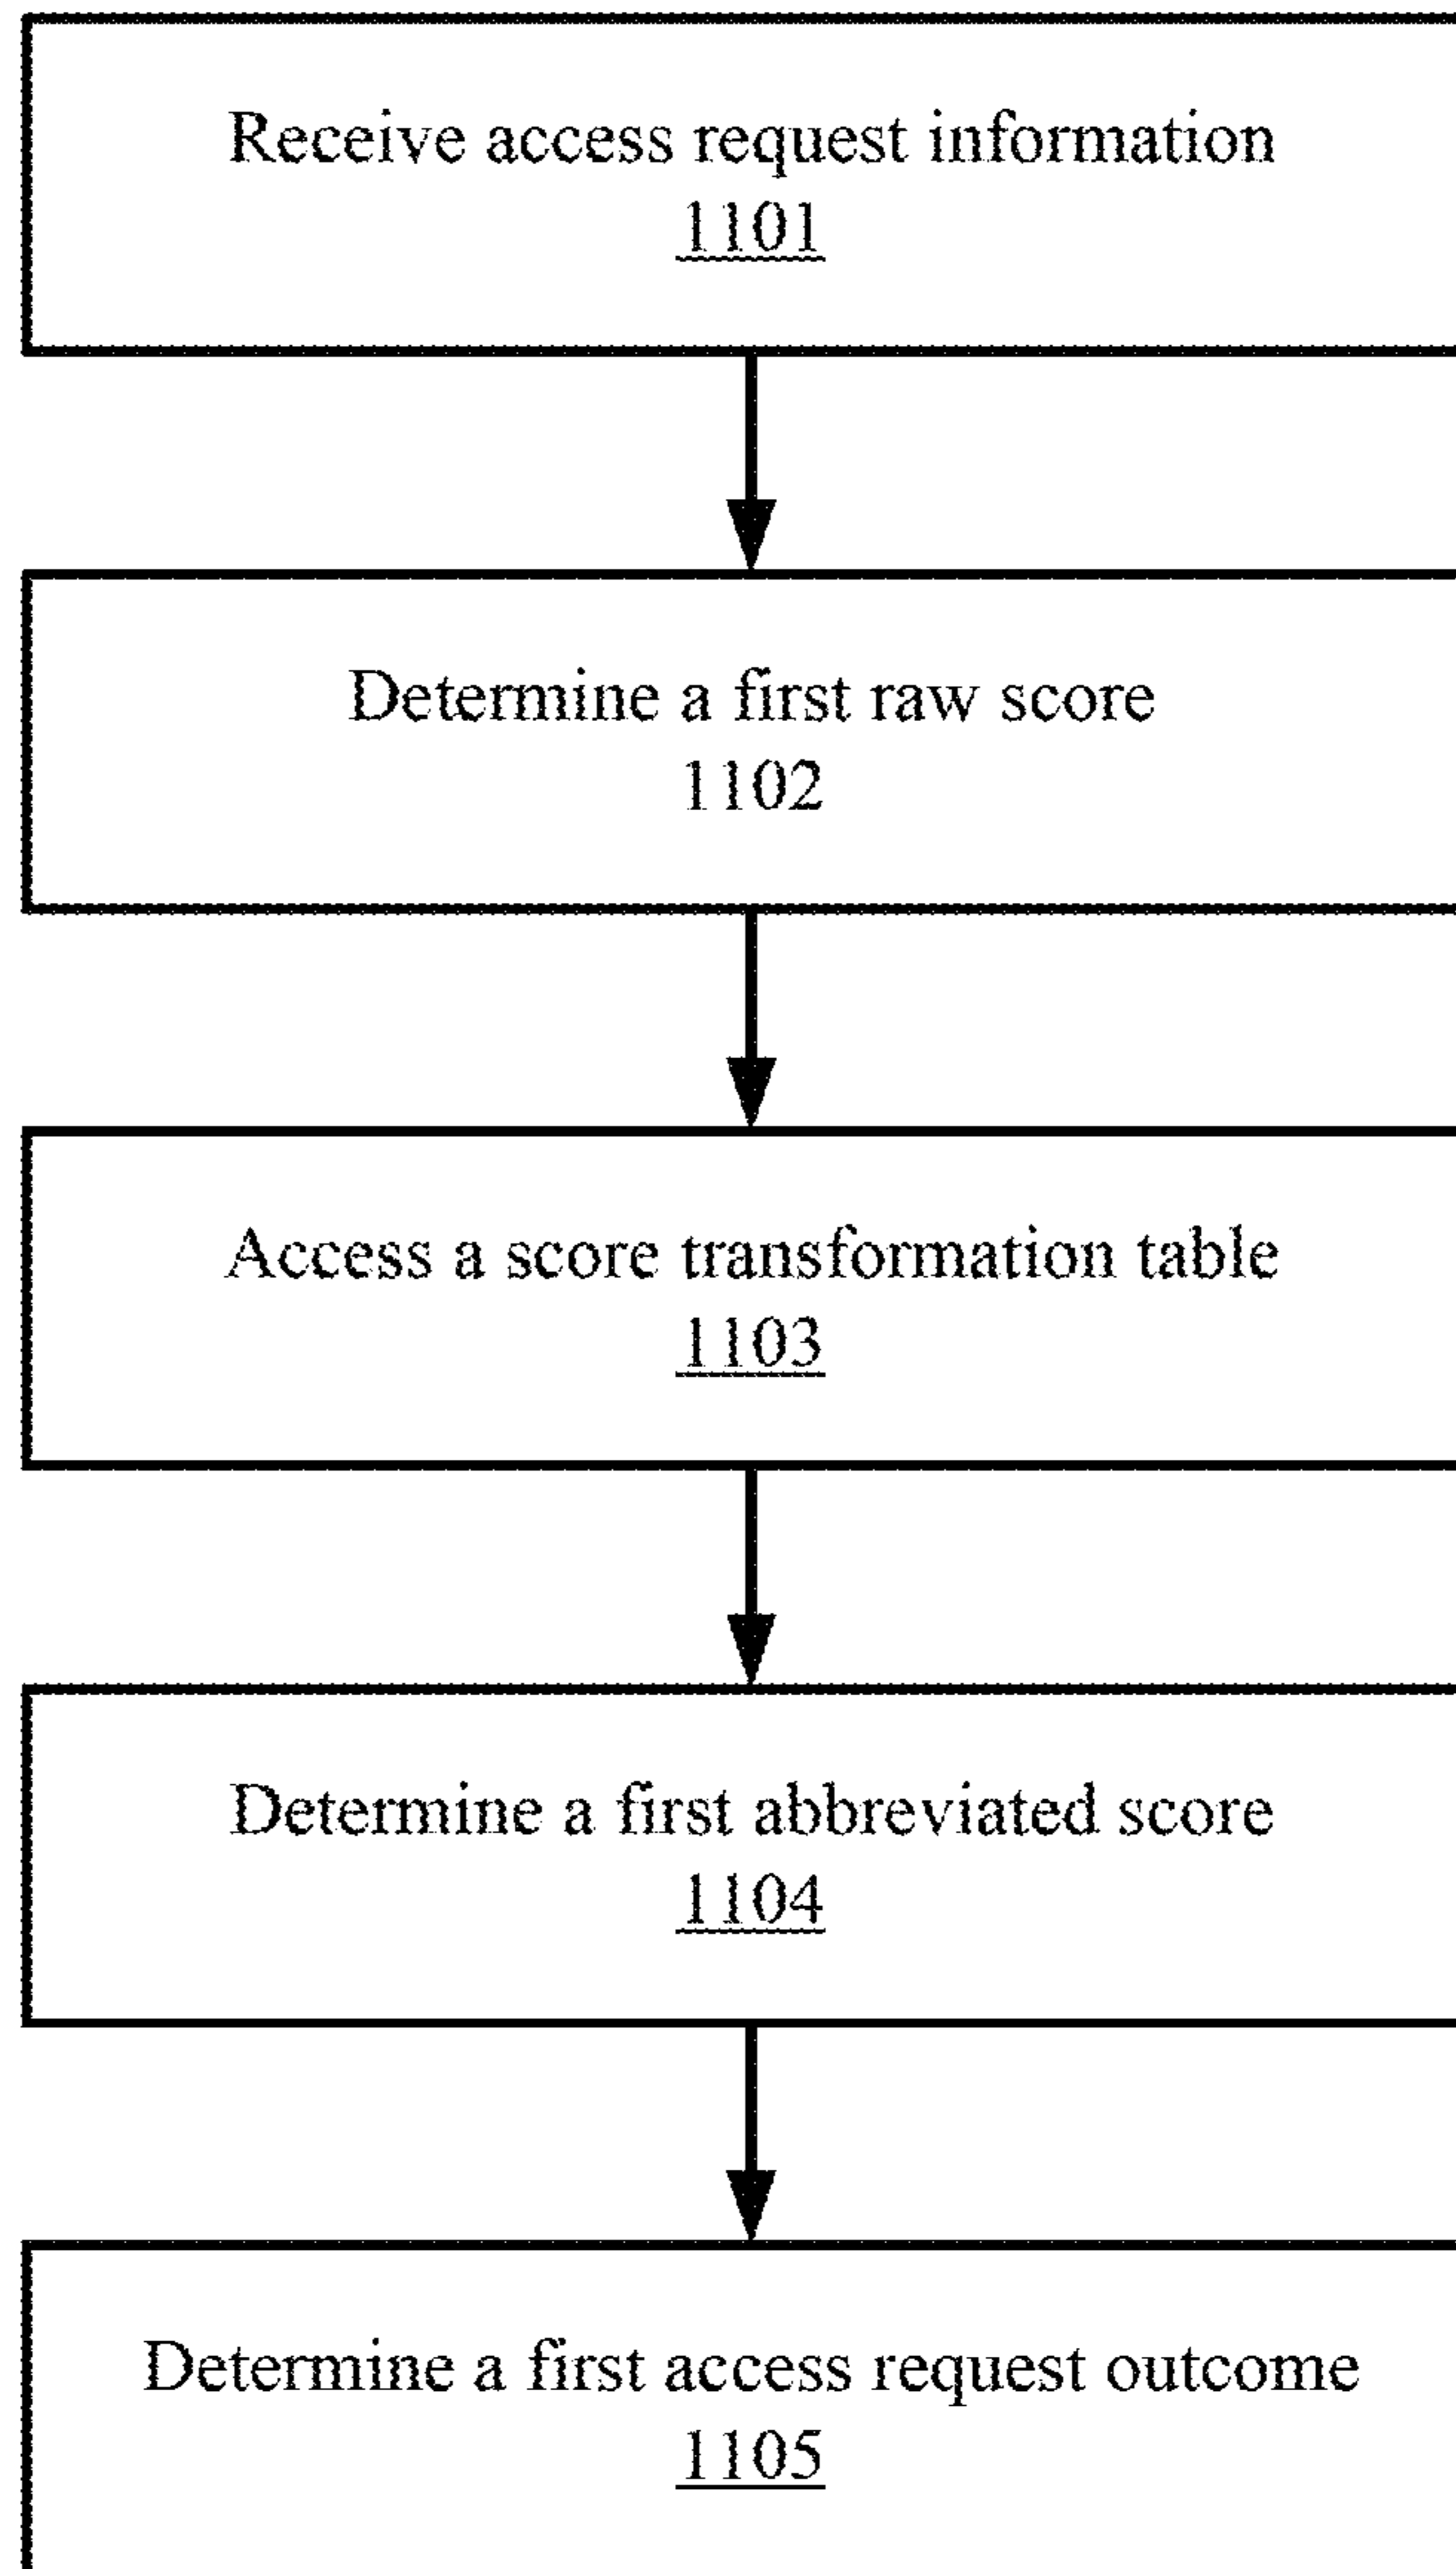 Receive access request information
1101
Determine a first raw score
1102
Access a score transformation table
1103
Determine a first abbreviated score
1104
Determine a first access request outcome
1105